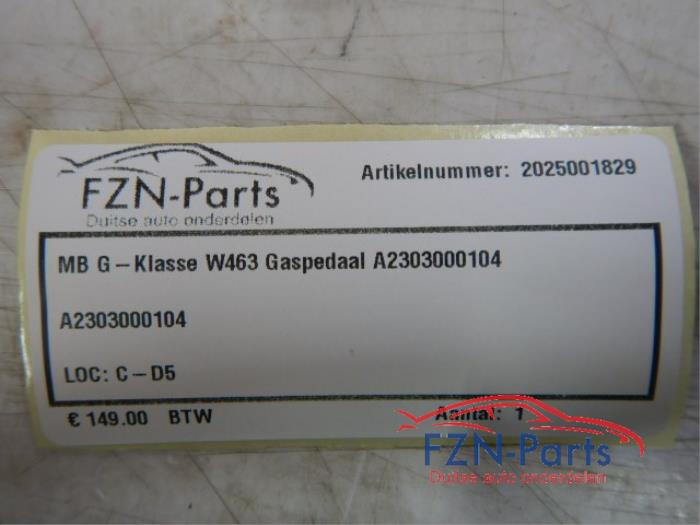 FZN-Parts
Duitse auto onderdelen
Artikelnummer: 2025001829
MB G-Klasse W463 Gaspedaal A2303000104
A2303000104
LOC: C-D5
€ 149.00 BTW
Aantal: 1
FZN-Parts
Duitse auto onderdelen